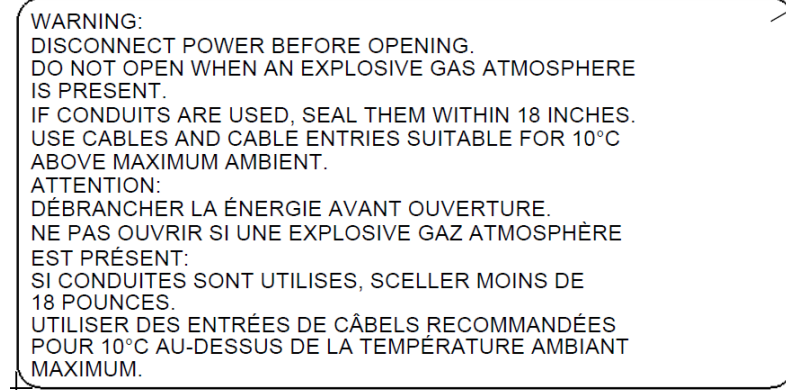 WARNING:
DISCONNECT POWER BEFORE OPENING.
DO NOT OPEN WHEN AN EXPLOSIVE GAS ATMOSPHERE
IS PRESENT.
IF CONDUITS ARE USED, SEAL THEM WITHIN 18 INCHES.
USE CABLES AND CABLE ENTRIES SUITABLE FOR 10°C
ABOVE MAXIMUM AMBIENT.
ATTENTION:
DÉBRANCHER LA ÉNERGIE AVANT OUVERTURE.
NE PAS OUVRIR SI UNE EXPLOSIVE GAZ ATMOSPHÈRE
EST PRÉSENT:
SI CONDUITES SONT UTILISES, SCELLER MOINS DE
18 POUNCES.
UTILISER DES ENTRÉES DE CÂBELS RECOMMANDÉES
POUR 10°C AU-DESSUS DE LA TEMPÉRATURE AMBIANT
MAXIMUM.